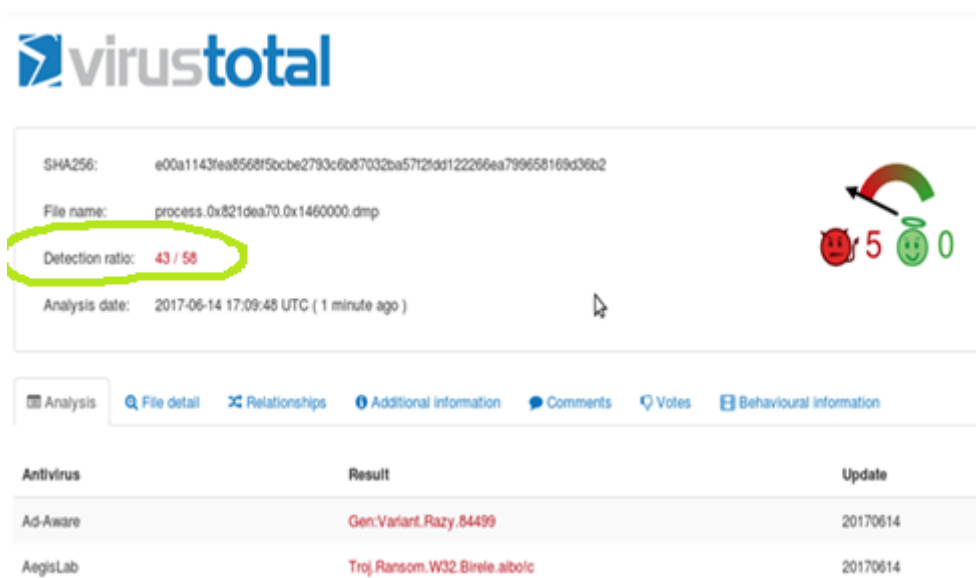 virustotal
SHA256: e00a1143fea8568f5bcbe2793c6b87032ba57f2fdd122266ea799658169d36b2
File name: process.0x821dea70.0x1460000.dmp
Detection ratio: 43 / 58
5 0
Analysis date: 2017-06-14 17:09:48 UTC ( 1 minute ago )
Analysis File detail Relationships Additional information Comments Votes Behavioural information
Antivirus Result Update
Ad-Aware Gen:Variant.Razy.84499 20170614
AegisLab Troj.Ransom.W32.Birele.albo!c 20170614